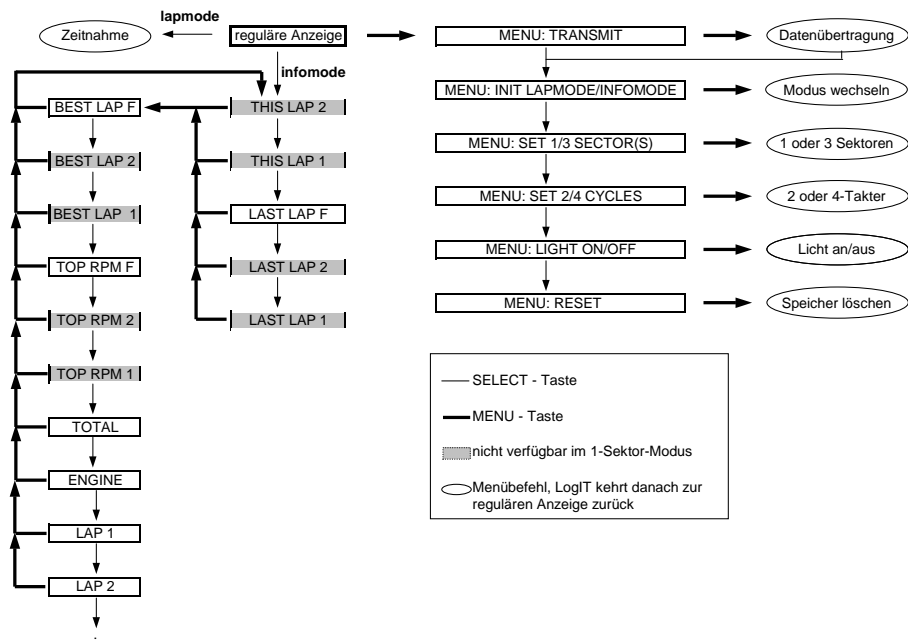 lapmode
Zeitnahme
reguläre Anzeige
MENU: TRANSMIT
Datenübertragung
infomode
BEST LAP F
THIS LAP 2
MENU: INIT LAPMODE/INFOMODE
Modus wechseln
BEST LAP 2
THIS LAP 1
MENU: SET 1/3 SECTOR(S)
1 oder 3 Sektoren
BEST LAP 1
LAST LAP F
MENU: SET 2/4 CYCLES
2 oder 4-Takter
TOP RPM F
LAST LAP 2
MENU: LIGHT ON/OFF
Licht an/aus
TOP RPM 2
LAST LAP 1
MENU: RESET
Speicher löschen
TOP RPM 1
TOTAL
ENGINE
LAP 1
LAP 2
SELECT - Taste
MENU - Taste
nicht verfügbar im 1-Sektor-Modus
Menübefehl, LogIT kehrt danach zur
regulären Anzeige zurück